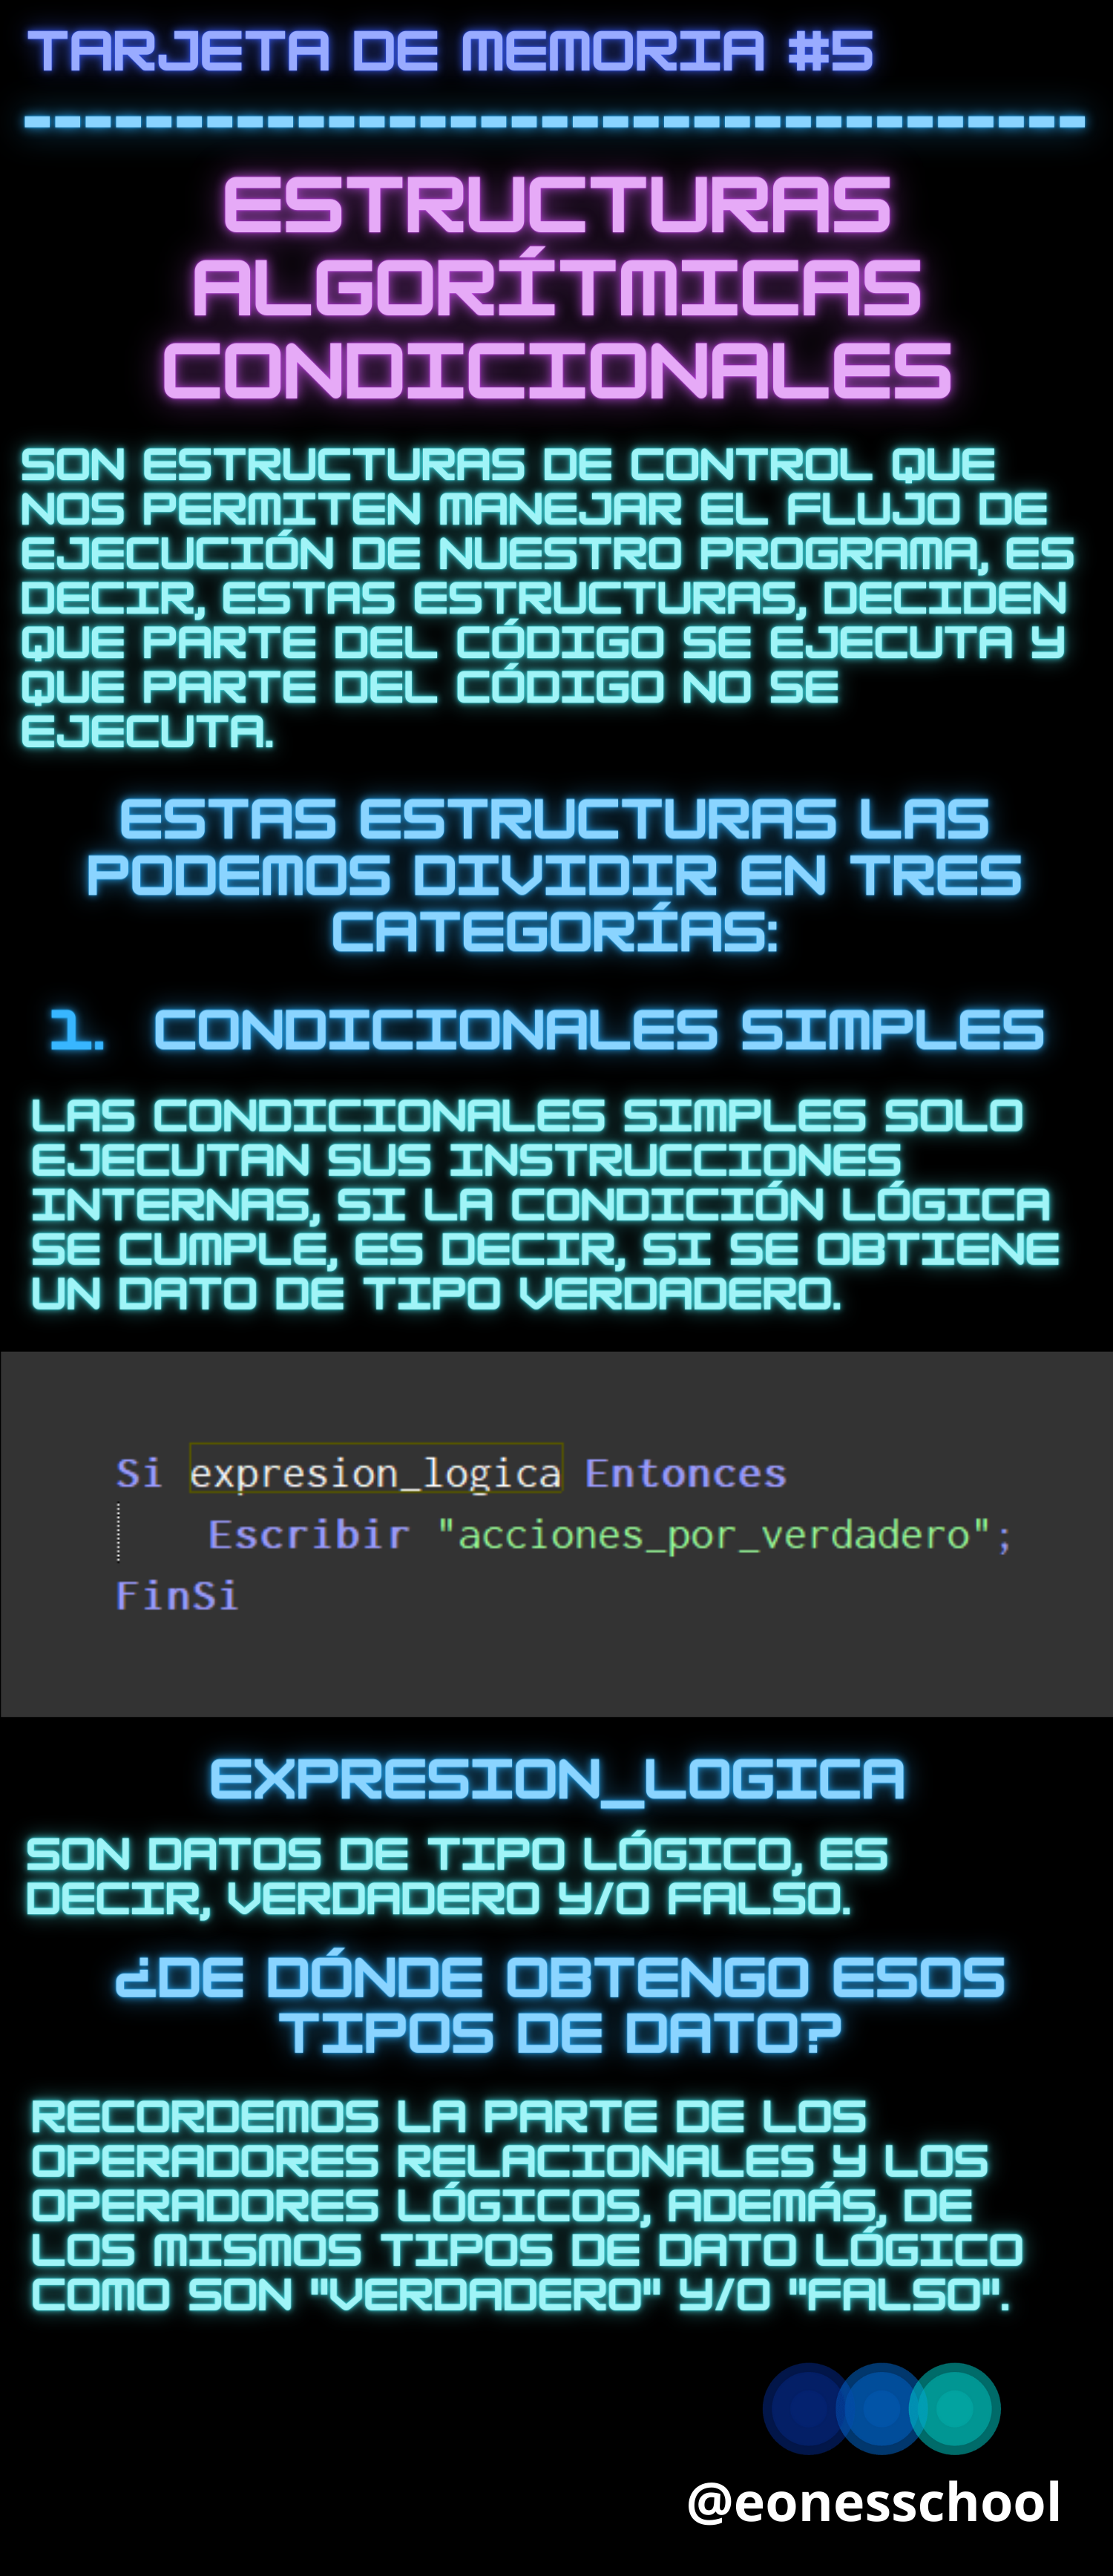 TARJETA DE MEMORIA #5
-----------------------------------
ESTRUCTURAS
ALGORÍTMICAS
CONDICIONALES
SON ESTRUCTURAS DE CONTROL QUE
NOS PERMITEN MANEJAR EL FLUJO DE
EJECUCIÓN DE NUESTRO PROGRAMA, ES
DECIR, ESTAS ESTRUCTURAS, DECIDEN
QUE PARTE DEL CÓDIGO SE EJECUTA Y
QUE PARTE DEL CÓDIGO NO SE
EJECUTA.
ESTAS ESTRUCTURAS LAS
PODEMOS DIVIDIR EN TRES
CATEGORÍAS:
1. CONDICIONALES SIMPLES
LAS CONDICIONALES SIMPLES SOLO
EJECUTAN SUS INSTRUCCIONES
INTERNAS, SI LA CONDICIÓN LÓGICA
SE CUMPLE, ES DECIR, SI SE OBTIENE
UN DATO DE TIPO VERDADERO.
Si expresion_logica Entonces
Escribir "acciones_por_verdadero";
FinSi
EXPRESION_LOGICA
SON DATOS DE TIPO LÓGICO, ES
DECIR, VERDADERO Y/O FALSO.
¿DE DÓNDE OBTENGO ESOS
TIPOS DE DATO?
RECORDEMOS LA PARTE DE LOS
OPERADORES RELACIONALES Y LOS
OPERADORES LÓGICOS, ADEMÁS, DE
LOS MISMOS TIPOS DE DATO LÓGICO
COMO SON "VERDADERO" Y/O "FALSO".
@eonesschool